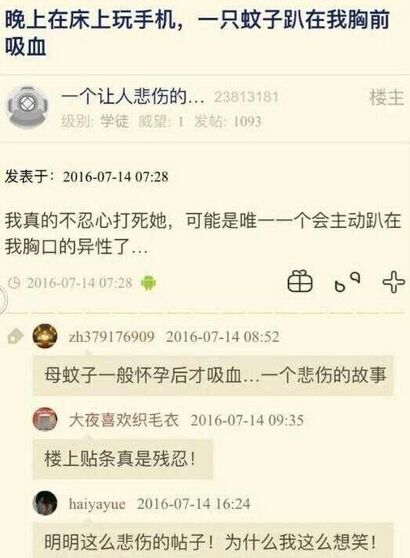 晚上在床上玩手机，一只蚊子趴在我胸前
吸血
一个让人悲伤的… 23813181 楼主
级别: 学徒 威望: 1 发帖: 1093
发表于：2016-07-14 07:28
我真的不忍心打死她，可能是唯一一个会主动趴在
我胸口的异性了…
2016-07-14 07:28
zh379176909 2016-07-14 08:52
母蚊子一般怀孕后才吸血…一个悲伤的故事
大夜喜欢织毛衣 2016-07-14 09:35
楼上贴条真是残忍！
haiyayue 2016-07-14 16:24
明明这么悲伤的帖子！为什么我这么想笑！